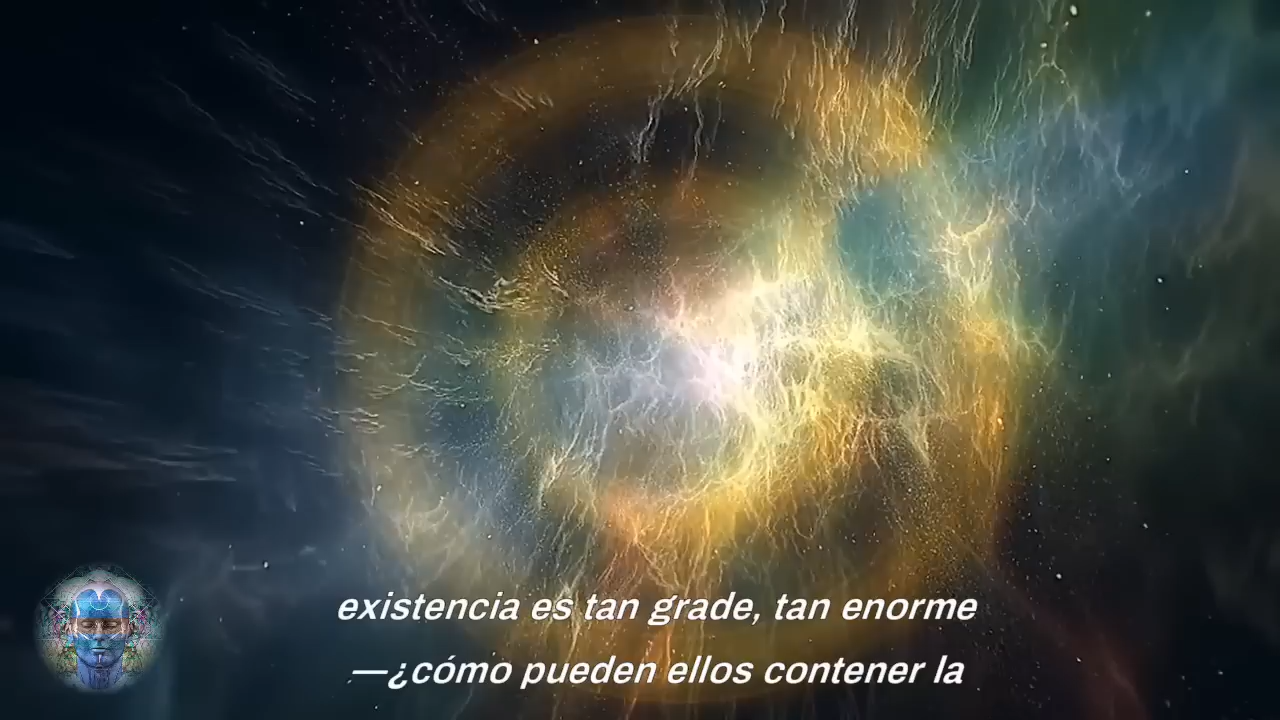 existencia es tan grade, tan enorme
—¿cómo pueden ellos contener la